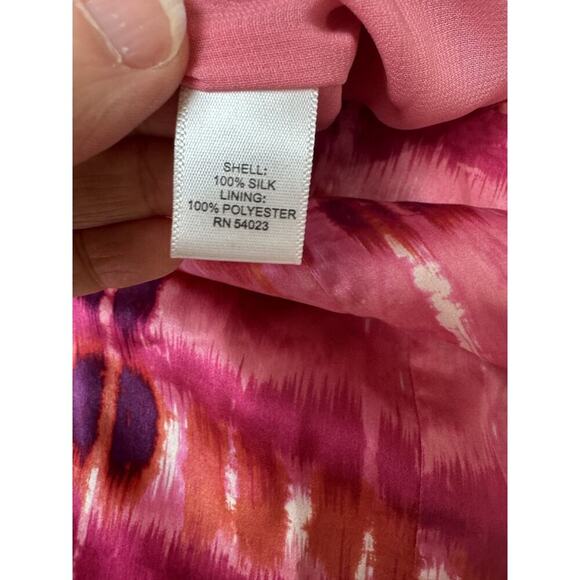 SHELL:
100% SILK
LINING:
100% POLYESTER
RN 54023